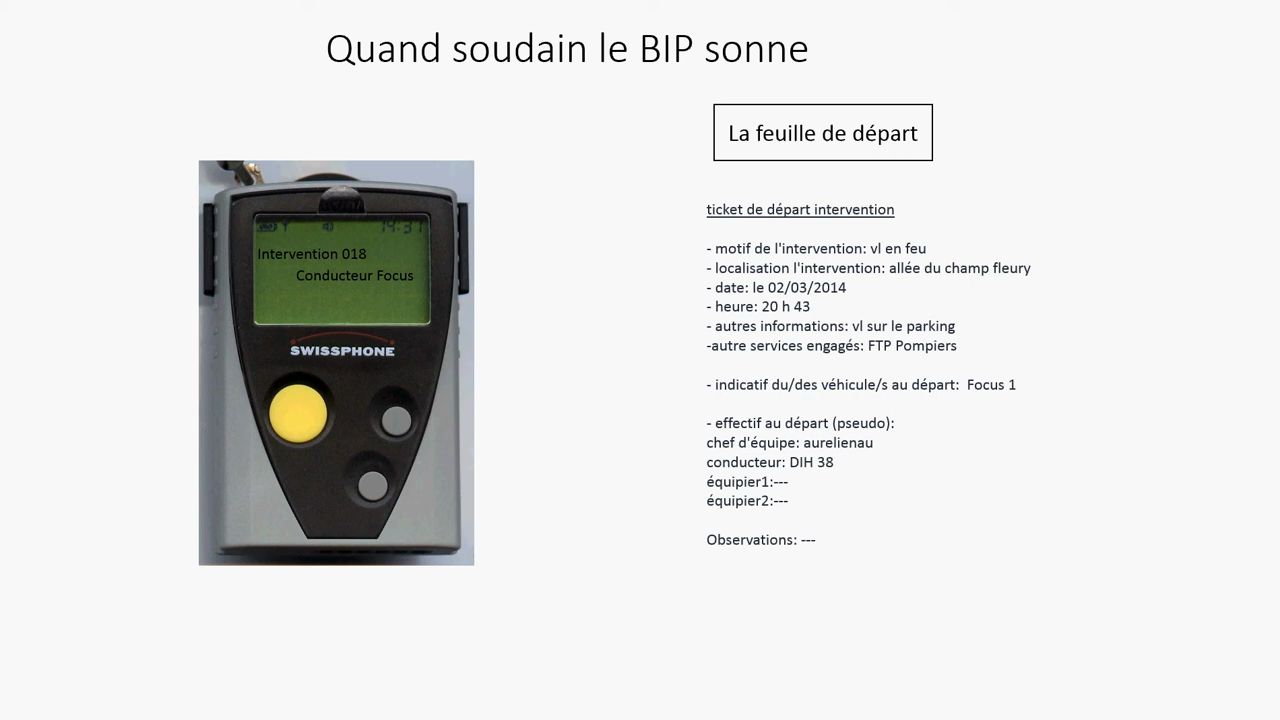 Quand soudain le BIP sonne
La feuille de départ
14:37
Intervention 018
Conducteur Focus
SWISSPHONE
ticket de départ intervention
- motif de l'intervention: vl en feu
- localisation l'intervention: allée du champ fleury
- date: le 02/03/2014
- heure: 20 h 43
- autres informations: vl sur le parking
-autre services engagés: FTP Pompiers
- indicatif du/des véhicule/s au départ:  Focus 1
- effectif au départ (pseudo):
chef d'équipe: aurelienau
conducteur: DIH 38
équipier1:---
équipier2:---
Observations: ---